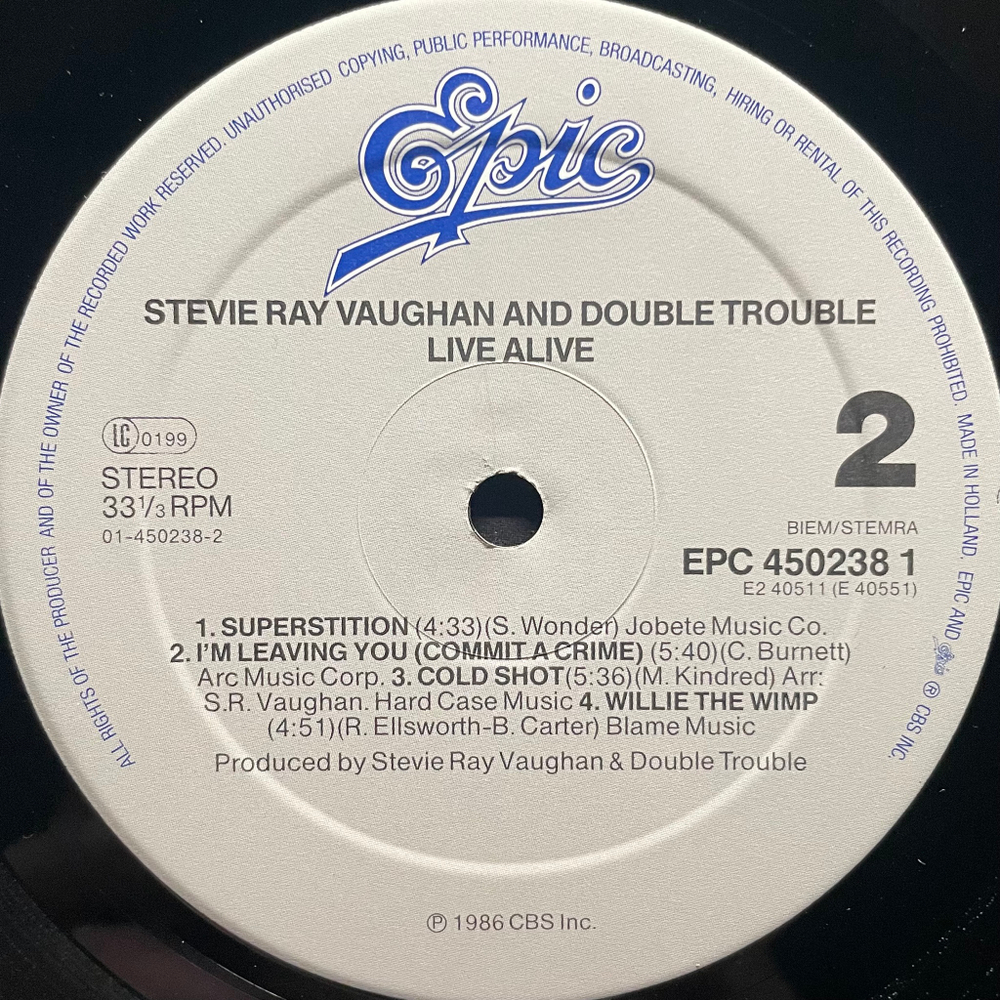 ALL RIGHTS OF THE PRODUCER AND OF THE OWNER OF THE RECORDED WORK RESERVED. UNAUTHORISED COPYING, PUBLIC PERFORMANCE, BROADCASTING, HIRING OR RENTAL OF THIS RECORDING PROHIBITED. MADE IN HOLLAND. EPIC AND Epic ® CBS INC.
Epic
STEVIE RAY VAUGHAN AND DOUBLE TROUBLE
LIVE ALIVE
2
LC 0199
STEREO
33 1/3 RPM
01-450238-2
BIEM/STEMRA
EPC 450238 1
E2 40511 (E 40551)
1. SUPERSTITION (4:33)(S. Wonder) Jobete Music Co.
2. I'M LEAVING YOU (COMMIT A CRIME) (5:40)(C. Burnett)
Arc Music Corp. 3. COLD SHOT(5:36)(M. Kindred) Arr:
S.R. Vaughan. Hard Case Music 4. WILLIE THE WIMP
(4:51)(R. Ellsworth-B. Carter) Blame Music
Produced by Stevie Ray Vaughan & Double Trouble
℗ 1986 CBS Inc.